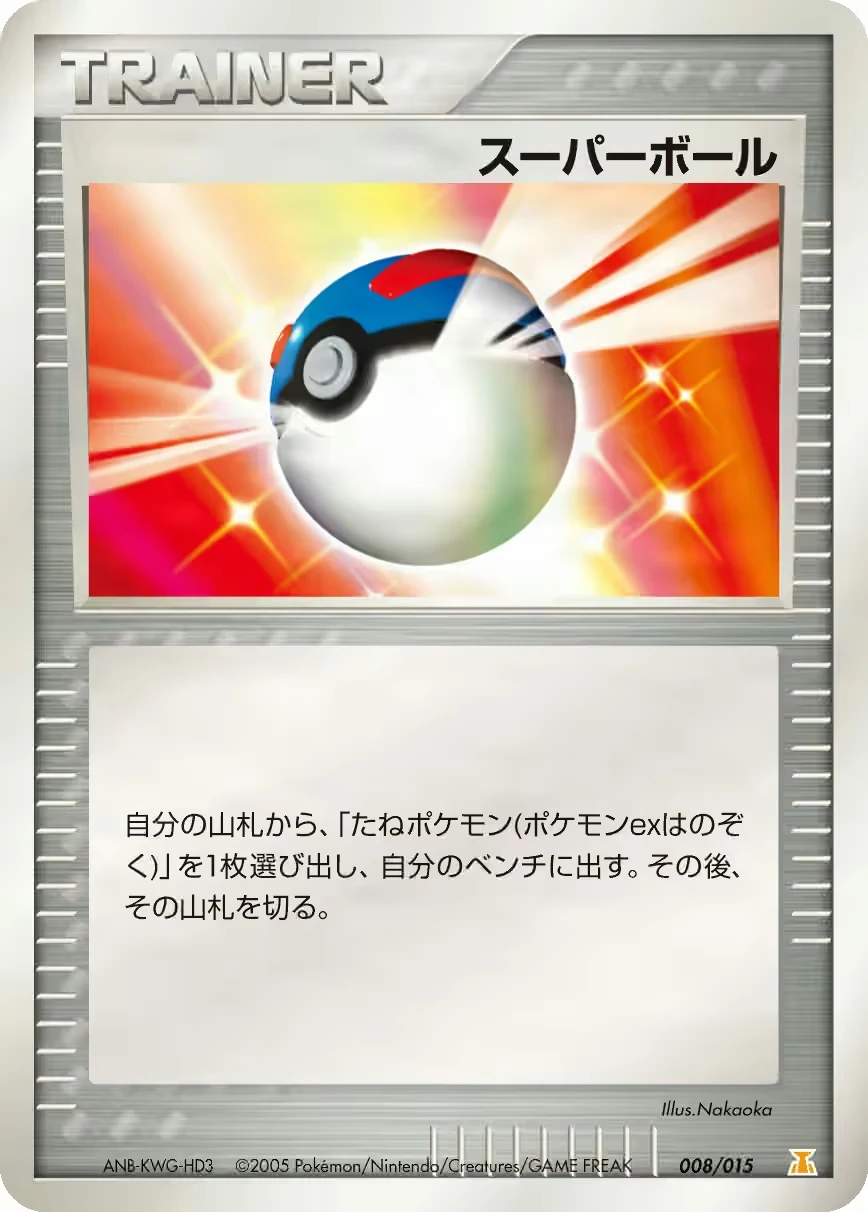 TRAINER
スーパーボール
自分の山札から、「たねポケモン(ポケモンexはのぞ
く)」を1枚選び出し、自分のベンチに出す。その後、
その山札を切る。
Illus.Nakaoka
ANB-KWG-HD3 ©2005 Pokémon/Nintendo/Creatures/GAME FREAK 008/015